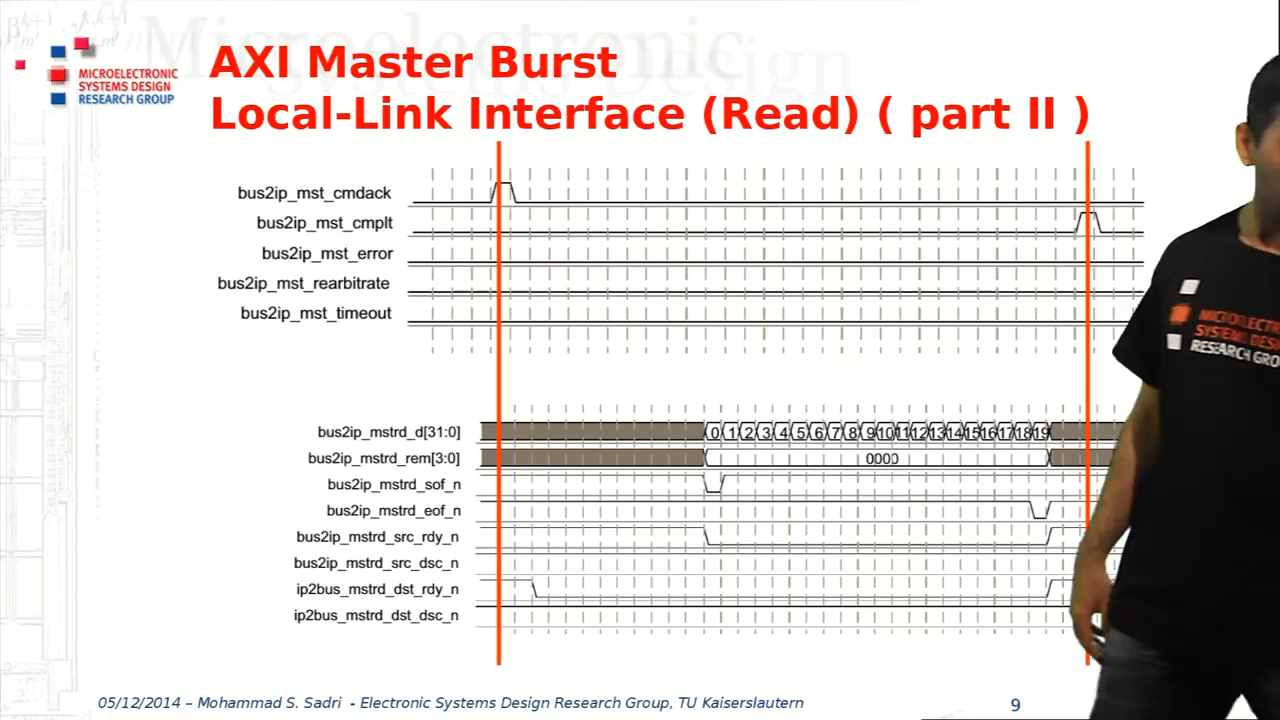 MICROELECTRONIC
SYSTEMS DESIGN
RESEARCH GROUP
AXI Master Burst
Local-Link Interface (Read) ( part II )
bus2ip_mst_cmdack
bus2ip_mst_cmplt
bus2ip_mst_error
bus2ip_mst_rearbitrate
bus2ip_mst_timeout
bus2ip_mstrd_d[31:0] 0 1 2 3 4 5 6 7 8 9 10 11 12 13 14 15 16 17 18 19
bus2ip_mstrd_rem[3:0] 0000
bus2ip_mstrd_sof_n
bus2ip_mstrd_eof_n
bus2ip_mstrd_src_rdy_n
bus2ip_mstrd_src_dsc_n
ip2bus_mstrd_dst_rdy_n
ip2bus_mstrd_dst_dsc_n
SYSTEMS
RESEARCH GRO
05/12/2014 – Mohammad S. Sadri - Electronic Systems Design Research Group, TU Kaiserslautern
9